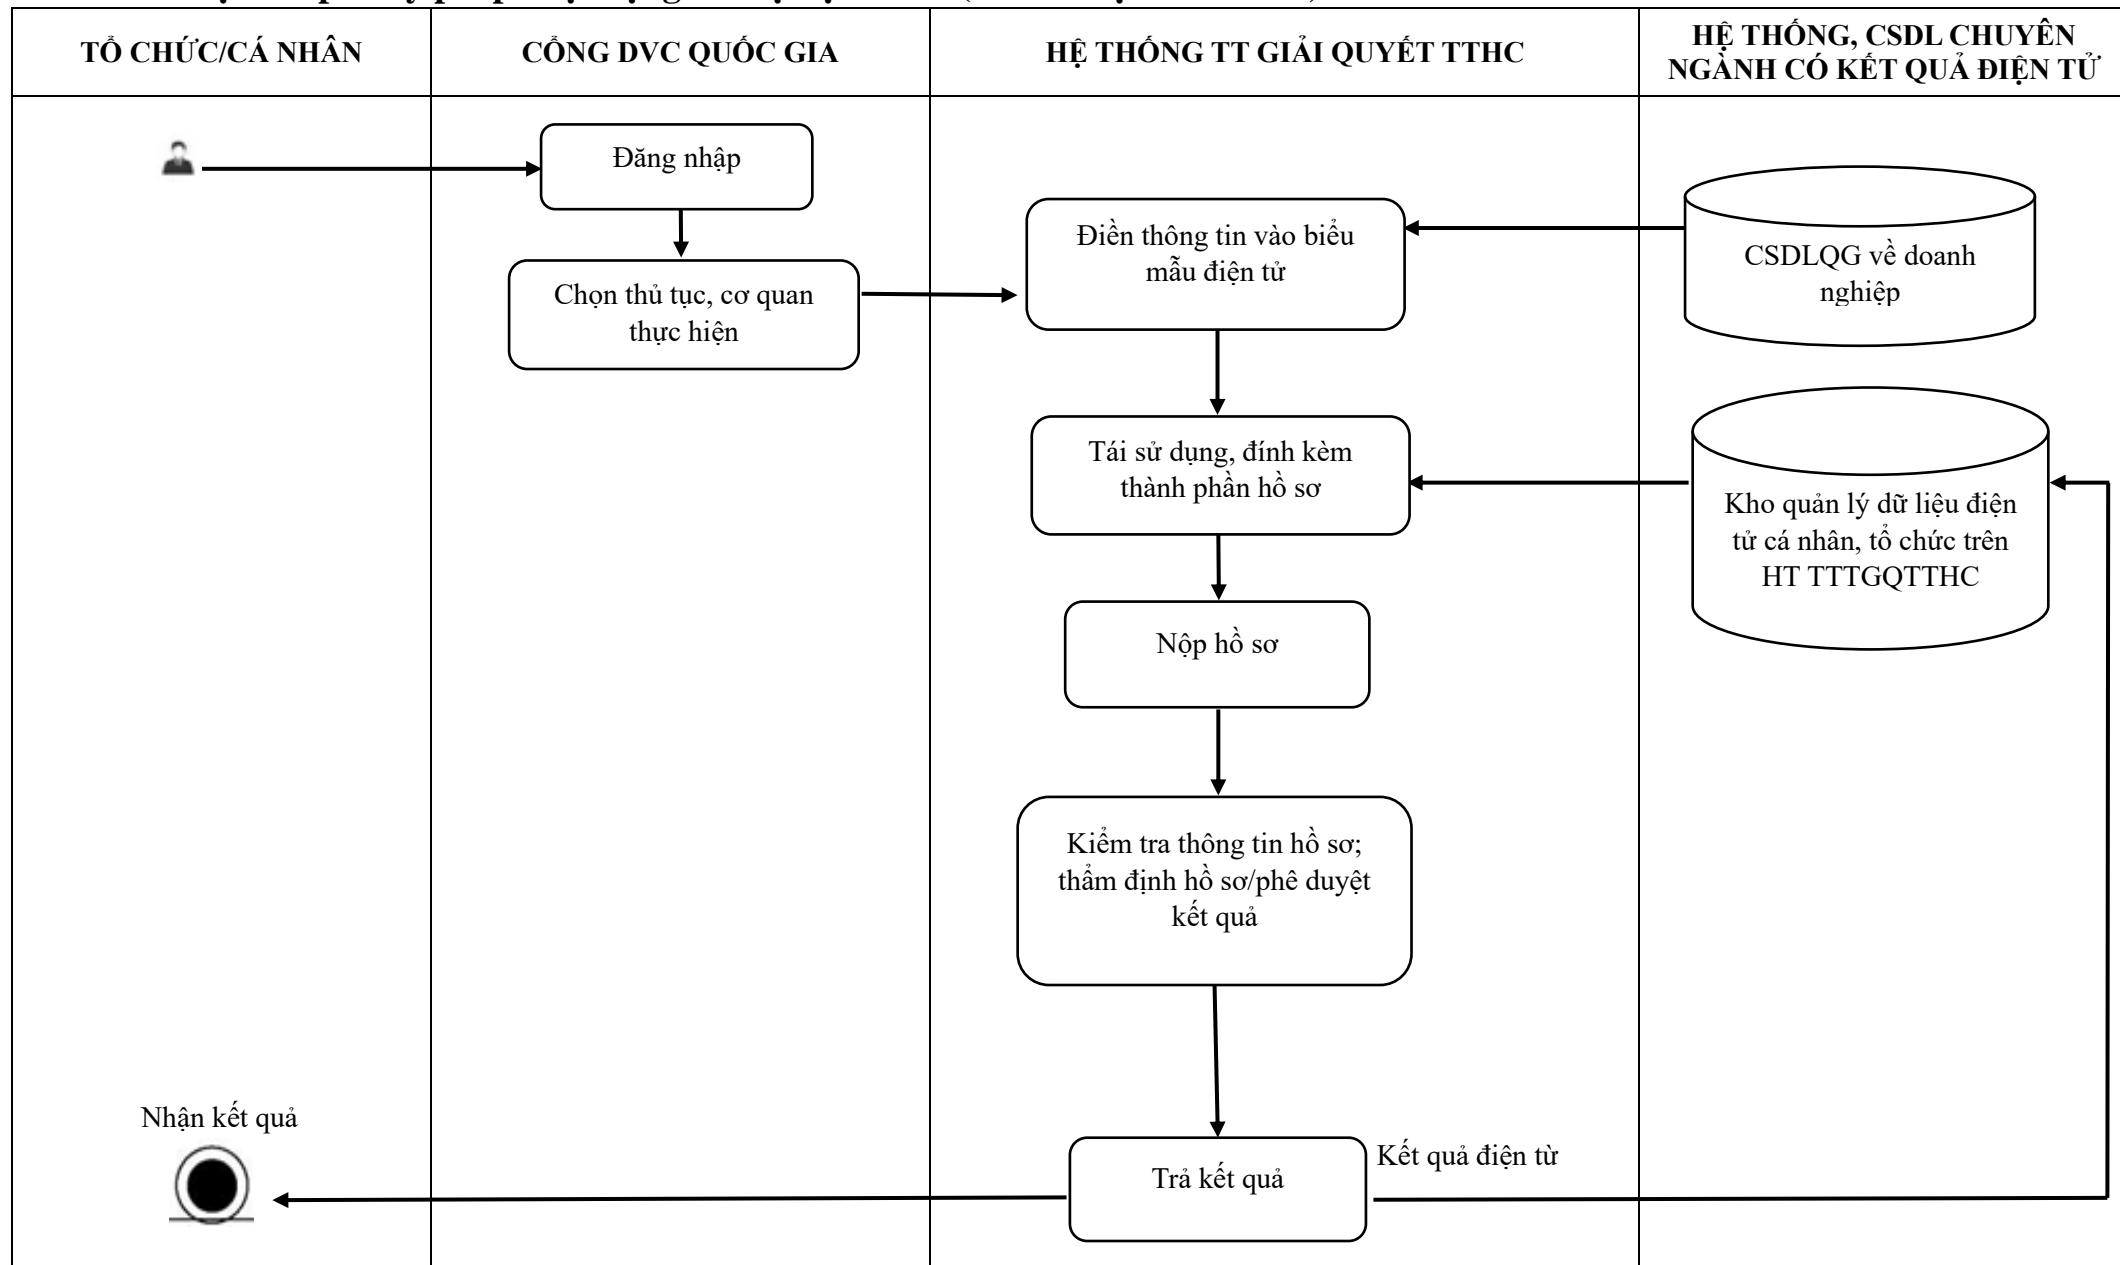 TỔ CHỨC/CÁ NHÂN
CỔNG DVC QUỐC GIA
HỆ THỐNG TT GIẢI QUYẾT TTHC
HỆ THỐNG, CSDL CHUYÊN
NGÀNH CÓ KẾT QUẢ ĐIỆN TỬ
Đăng nhập
Chọn thủ tục, cơ quan
thực hiện
Điền thông tin vào biểu
mẫu điện tử
CSDLQG về doanh
nghiệp
Tái sử dụng, đính kèm
thành phần hồ sơ
Kho quản lý dữ liệu điện
tử cá nhân, tổ chức trên
HT TTTGQTTHC
Nộp hồ sơ
Kiểm tra thông tin hồ sơ;
thẩm định hồ sơ/phê duyệt
kết quả
Nhận kết quả
Trả kết quả
Kết quả điện từ